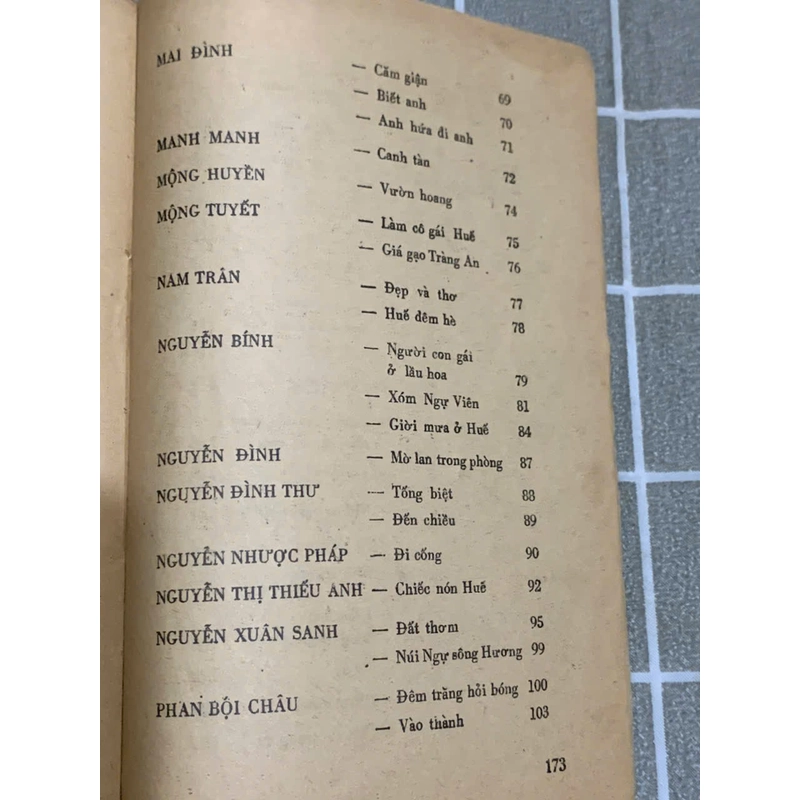 MAI ĐÌNH — Căm giận 69
— Biết anh 70
— Anh hứa đi anh 71
MANH MANH — Canh tàn 72
MỘNG HUYỀN — Vườn hoang 74
MỘNG TUYẾT — Làm cô gái Huế 75
— Giá gạo Tràng An 76
NAM TRÂN — Đẹp và thơ 77
— Huế đêm hè 78
NGUYỄN BÍNH — Người con gái
ở lầu hoa 79
— Xóm Ngự Viên 81
— Giời mưa ở Huế 84
NGUYỄN ĐÌNH — Mờ lan trong phòng 87
NGUYỄN ĐÌNH THƯ — Tống biệt 88
— Đến chiều 89
NGUYỄN NHƯỢC PHÁP — Đi cống 90
NGUYỄN THỊ THIẾU ANH — Chiếc nón Huế 92
NGUYỄN XUÂN SANH — Đất thơm 95
— Núi Ngự sông Hương 99
PHAN BỘI CHÂU — Đêm trăng hỏi bóng 100
— Vào thành 103
173